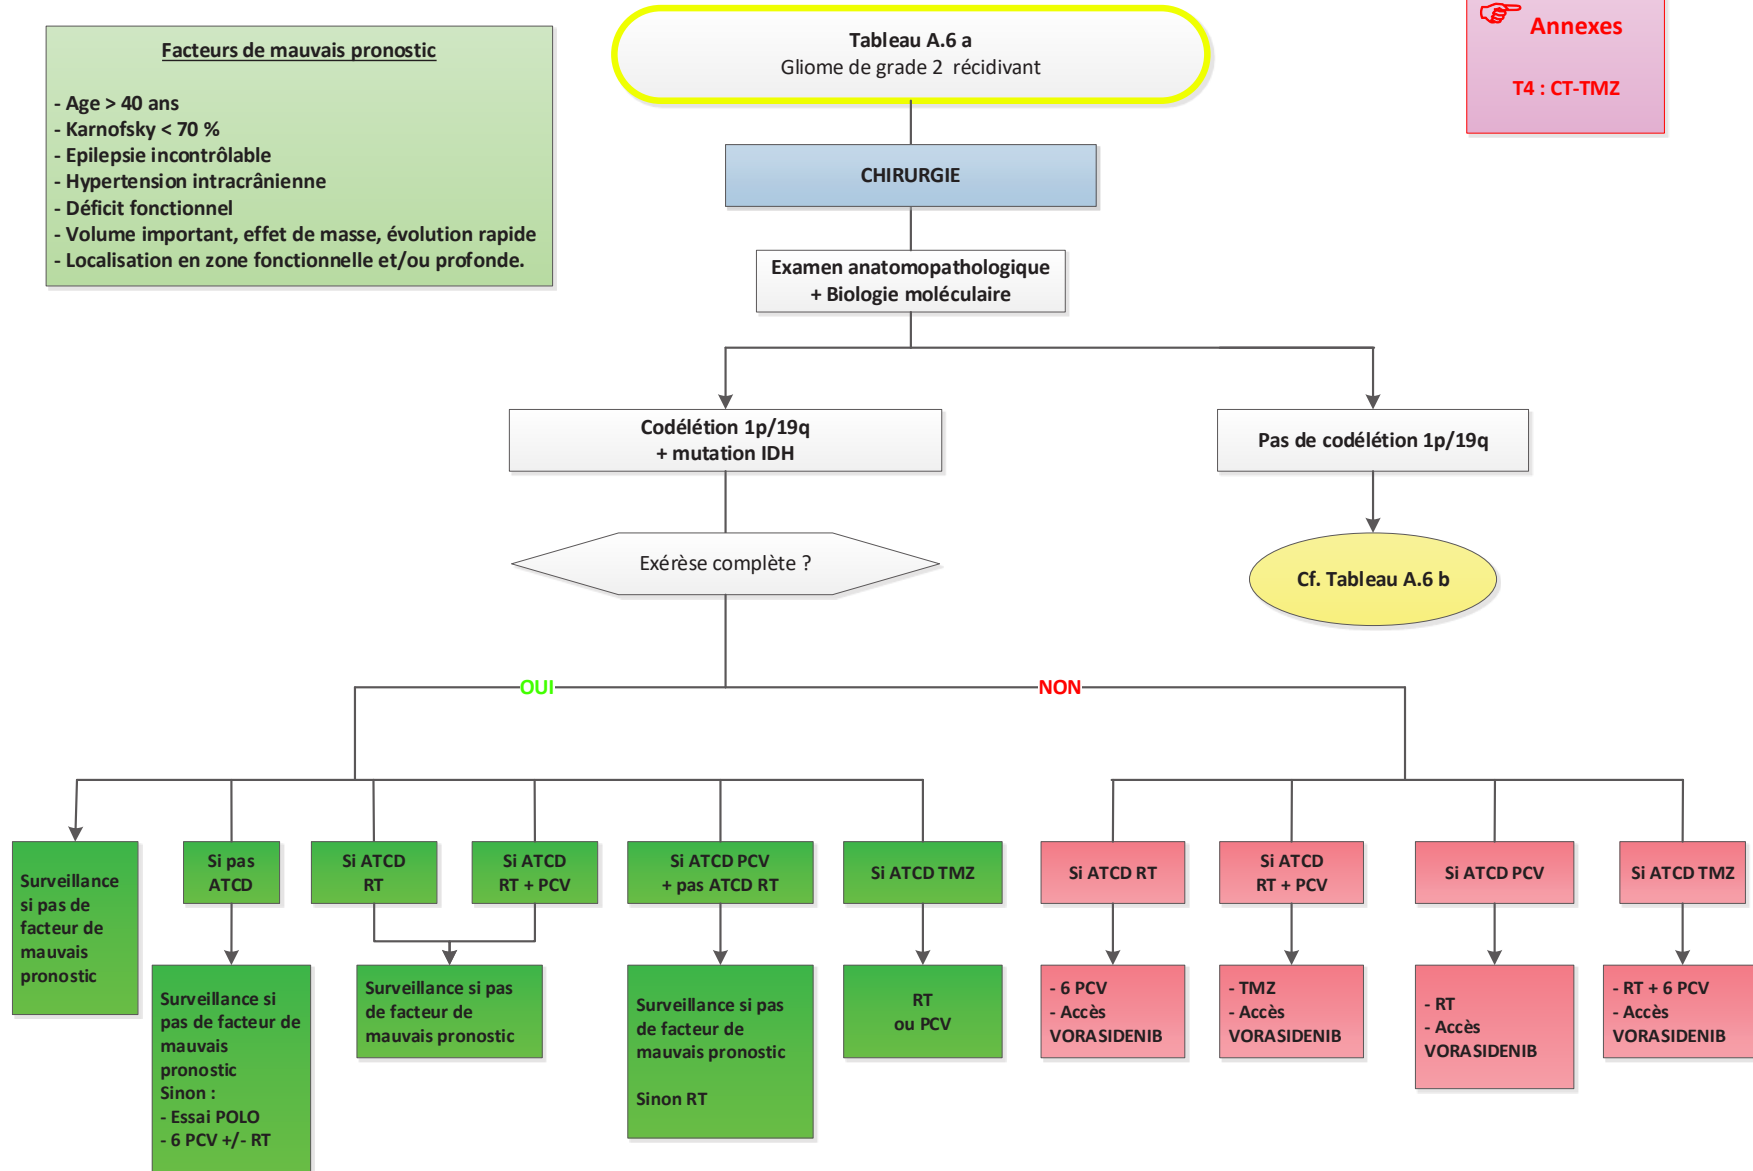 Facteurs de mauvais pronostic
- Age > 40 ans
- Karnofsky < 70 %
- Epilepsie incontrôlable
- Hypertension intracrânienne
- Déficit fonctionnel
- Volume important, effet de masse, évolution rapide
- Localisation en zone fonctionnelle et/ou profonde.
Tableau A.6 a
Gliome de grade 2 récidivant
Annexes
T4 : CT-TMZ
CHIRURGIE
Examen anatomopathologique
+ Biologie moléculaire
Codélétion 1p/19q
+ mutation IDH
Pas de codélétion 1p/19q
Exérèse complète ?
Cf. Tableau A.6 b
OUI
NON
Surveillance
si pas de
facteur de
mauvais
pronostic
Si pas
ATCD
Surveillance si
pas de facteur de
mauvais
pronostic
Sinon :
- Essai POLO
- 6 PCV +/- RT
Si ATCD
RT
Si ATCD
RT + PCV
Surveillance si pas
de facteur de
mauvais pronostic
Si ATCD PCV
+ pas ATCD RT
Surveillance si pas
de facteur de
mauvais pronostic
Sinon RT
Si ATCD TMZ
RT
ou PCV
Si ATCD RT
- 6 PCV
- Accès
VORASIDENIB
Si ATCD
RT + PCV
- TMZ
- Accès
VORASIDENIB
Si ATCD PCV
- RT
- Accès
VORASIDENIB
Si ATCD TMZ
- RT + 6 PCV
- Accès
VORASIDENIB